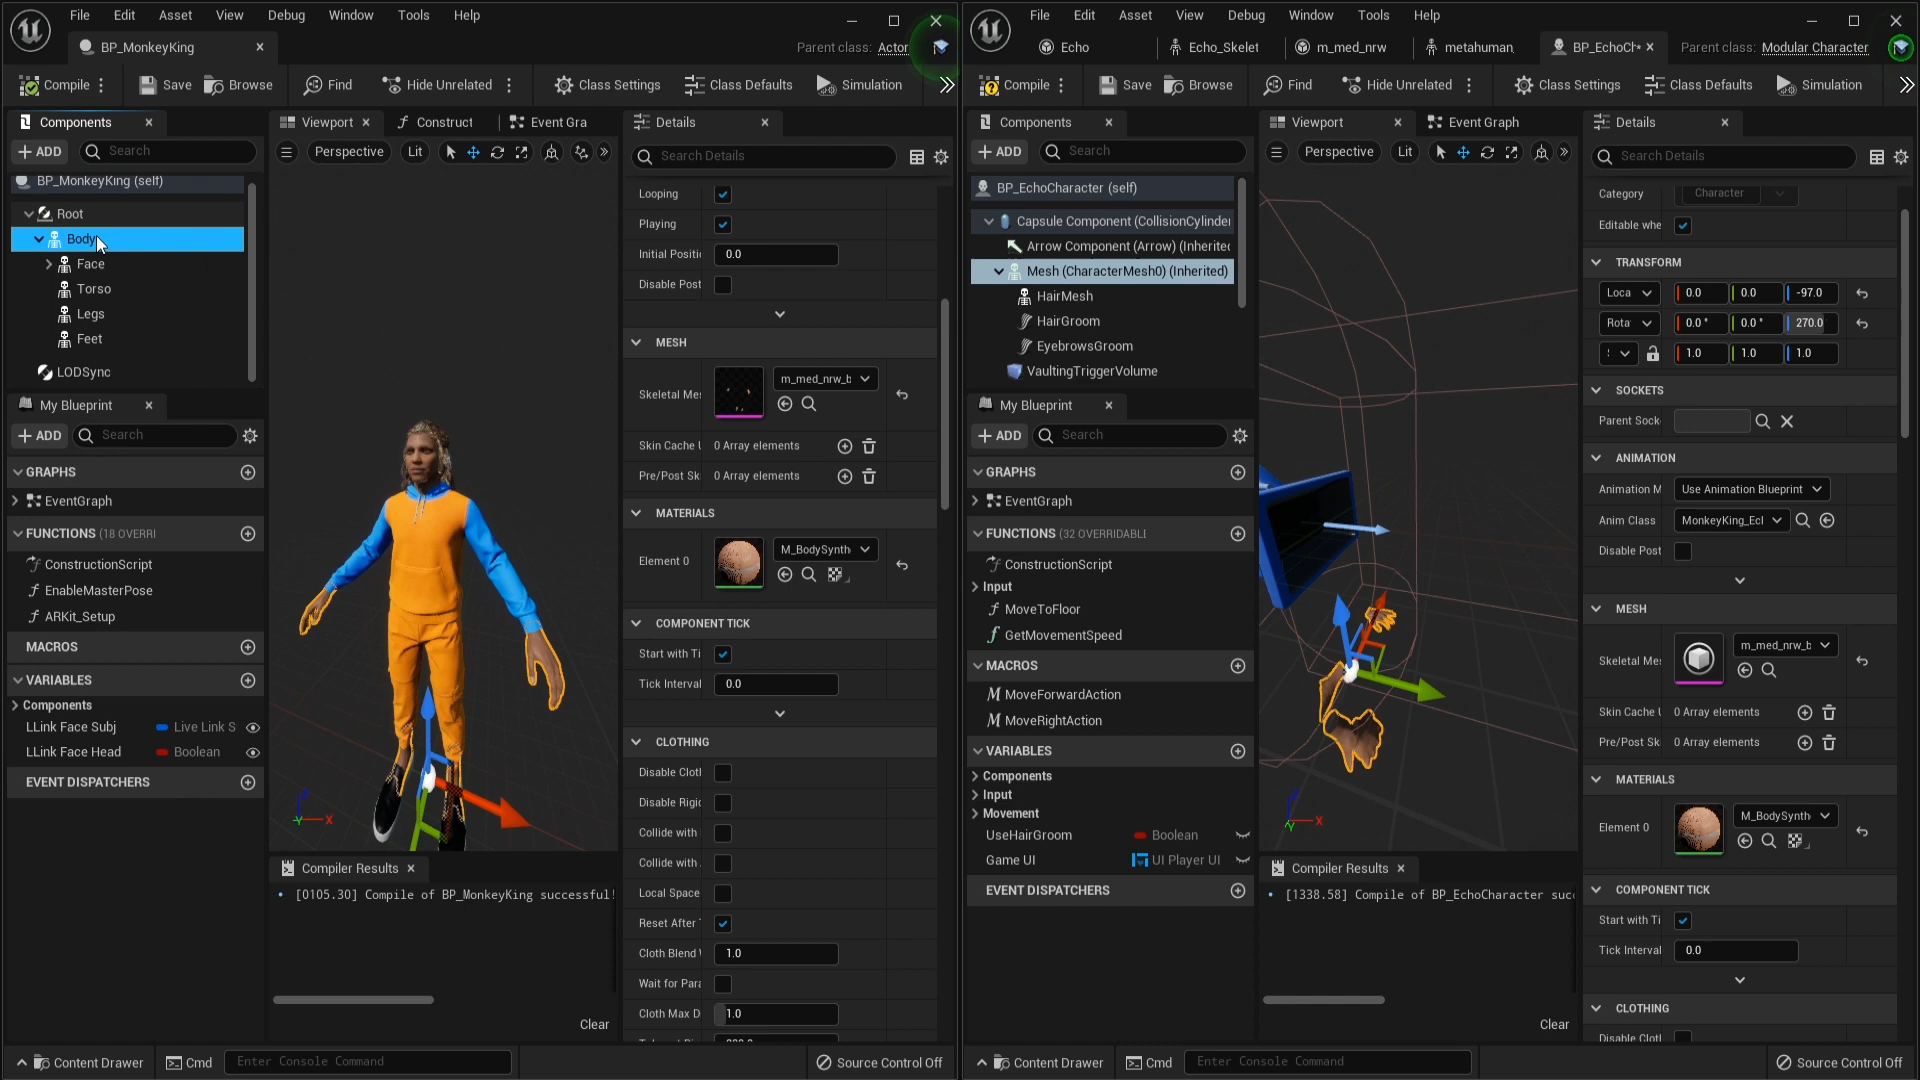 File Edit Asset View Debug Window Tools Help
BP_MonkeyKing
Parent class: Actor
Compile Save Browse Find Hide Unrelated Class Settings Class Defaults Simulation
Components
ADD Search
BP_MonkeyKing (self)
Root
Body
Face
Torso
Legs
Feet
LODSync
My Blueprint
ADD Search
GRAPHS
EventGraph
FUNCTIONS (18 OVERRI
ConstructionScript
EnableMasterPose
ARKit_Setup
MACROS
VARIABLES
Components
LLink Face Subj Live Link S
LLink Face Head Boolean
EVENT DISPATCHERS
Viewport Construct Event Gra
Perspective Lit
X
Y
Compiler Results
[0105.30] Compile of BP_MonkeyKing successful!
Clear
Details
Search Details
Looping
Playing
Initial Positi 0.0
Disable Post
MESH
Skeletal Mes m_med_nrw_b
Skin Cache U 0 Array elements
Pre/Post Sk 0 Array elements
MATERIALS
Element 0 M_BodySynth
COMPONENT TICK
Start with Ti
Tick Interval 0.0
CLOTHING
Disable Clotl
Disable Rigic
Collide with
Collide with
Local Space
Reset After
Cloth Blend 1.0
Wait for Para
Cloth Max D 1.0
Content Drawer Cmd Enter Console Command Source Control Off
File Edit Asset View Debug Window Tools Help
Echo Echo_Skelet m_med_nrw metahuman BP_EchoCh*
Parent class: Modular Character
Compile Save Browse Find Hide Unrelated Class Settings Class Defaults Simulation
Components
ADD Search
BP_EchoCharacter (self)
Capsule Component (CollisionCylinder
Arrow Component (Arrow) (Inherited
Mesh (CharacterMesh0) (Inherited)
HairMesh
HairGroom
EyebrowsGroom
VaultingTriggerVolume
My Blueprint
ADD Search
GRAPHS
EventGraph
FUNCTIONS (32 OVERRIDABLE
ConstructionScript
Input
MoveToFloor
GetMovementSpeed
MACROS
MoveForwardAction
MoveRightAction
VARIABLES
Components
Input
Movement
UseHairGroom Boolean
Game UI UI Player UI
EVENT DISPATCHERS
Viewport Event Graph
Perspective Lit
X
Y
Compiler Results
[1338.58] Compile of BP_EchoCharacter succ
Clear
Details
Search Details
Category Character
Editable whe
TRANSFORM
Loca 0.0 0.0 -97.0
Rota 0.0 ° 0.0 ° 270.0
1.0 1.0 1.0
SOCKETS
Parent Sock
ANIMATION
Animation M Use Animation Blueprint
Anim Class MonkeyKing_Ecl
Disable Post
MESH
Skeletal Mes m_med_nrw_b
Skin Cache U 0 Array elements
Pre/Post Sk 0 Array elements
MATERIALS
Element 0 M_BodySynth
COMPONENT TICK
Start with Ti
Tick Interval 0.0
CLOTHING
Disable Clotl
Content Drawer Cmd Enter Console Command Source Control Off